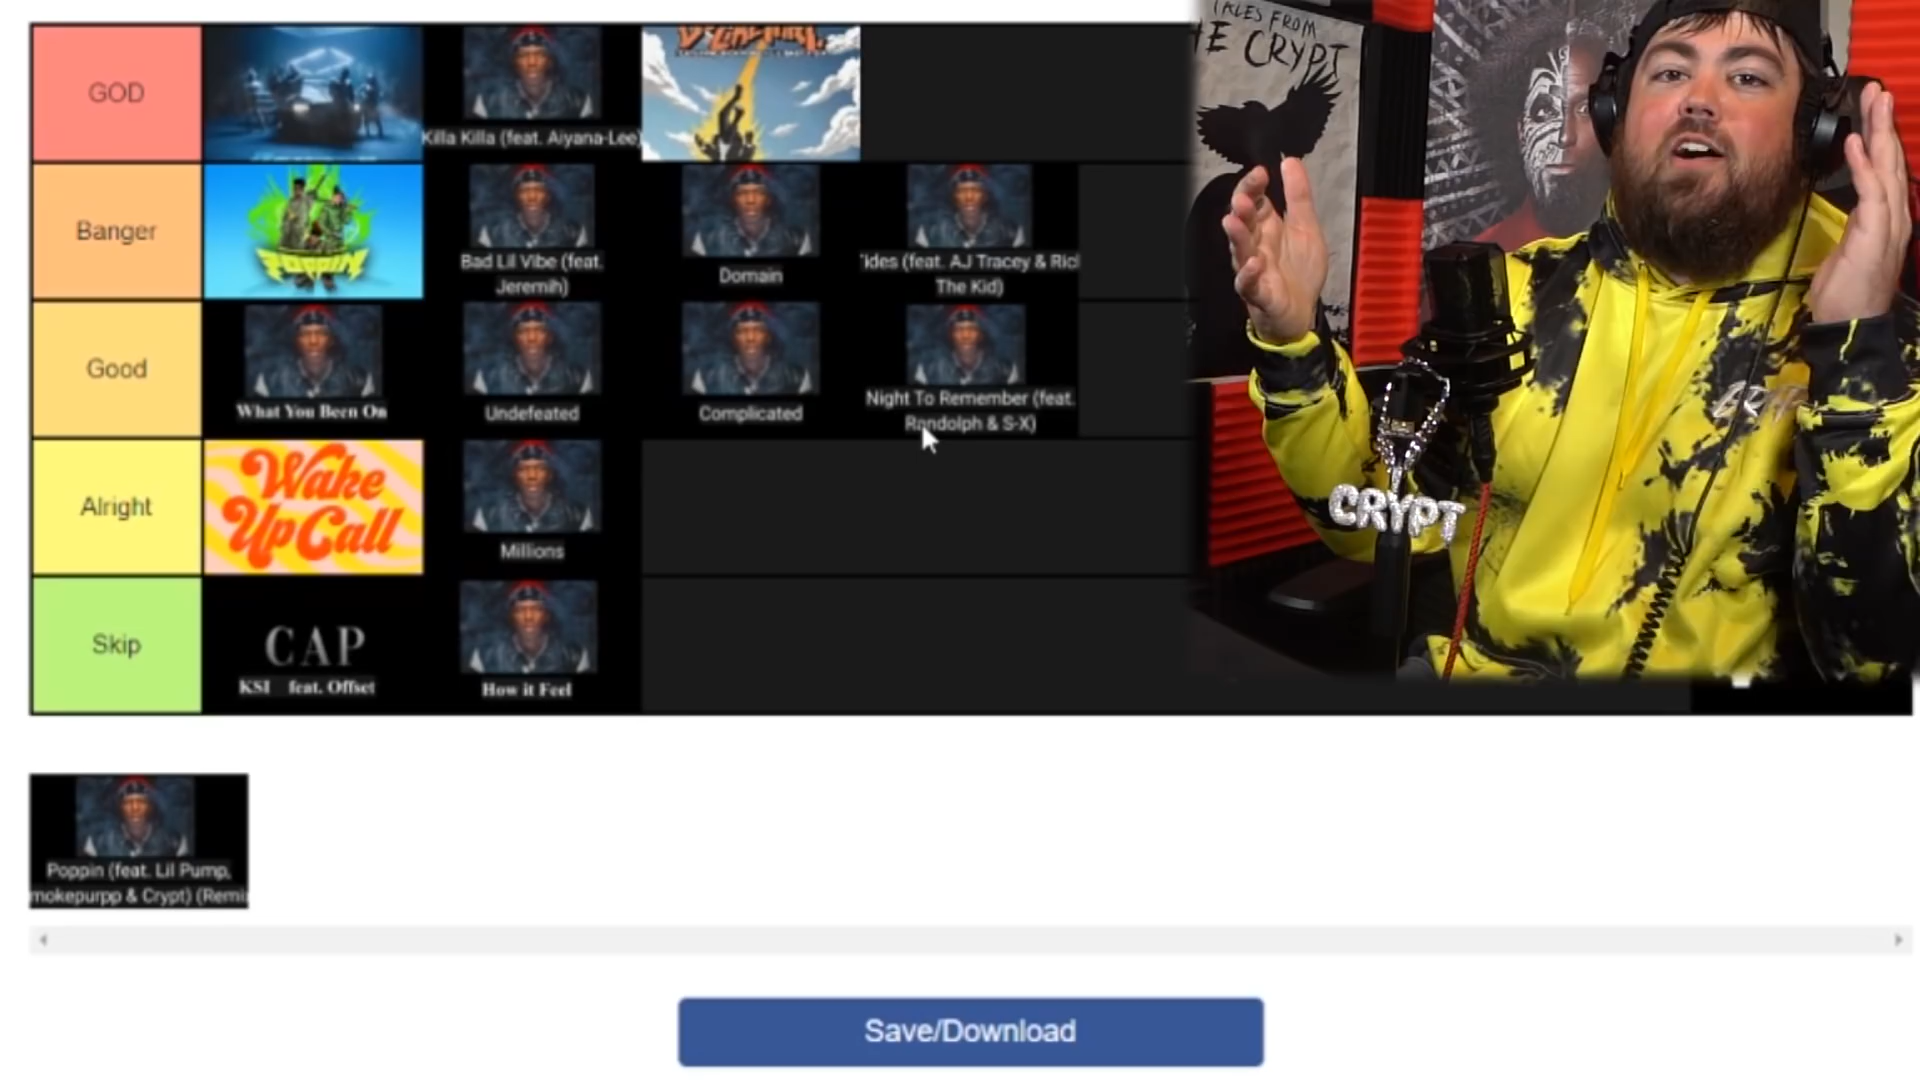 GOD
Killa Killa (feat. Aiyana-Lee)
Banger
POPPIN
Bad Lil Vibe (feat.
Jeremih)
Domain
ides (feat. AJ Tracey & Ricl
The Kid)
Good
What You Been On
Undefeated
Complicated
Night To Remember (feat.
Randolph & S-X)
Alright
Wake
Up Call
Millions
Skip
CAP
KSI feat. Offset
How it Feel
Poppin (feat. Lil Pump,
mokepurpp & Crypt) (Remi
Save/Download
TALES FROM
HE CRYPT
CRYPT